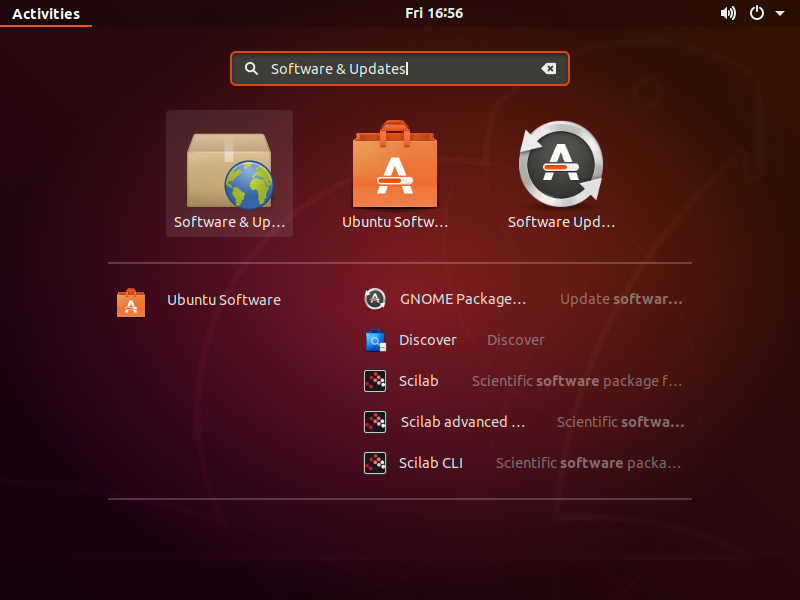 Activities
Fri 16:56
Software & Updates
Software & Up...
Ubuntu Softw...
Software Upd...
Ubuntu Software
GNOME Package... Update softwar...
Discover Discover
Scilab Scientific software package f...
Scilab advanced ... Scientific softwa...
Scilab CLI Scientific software packa...